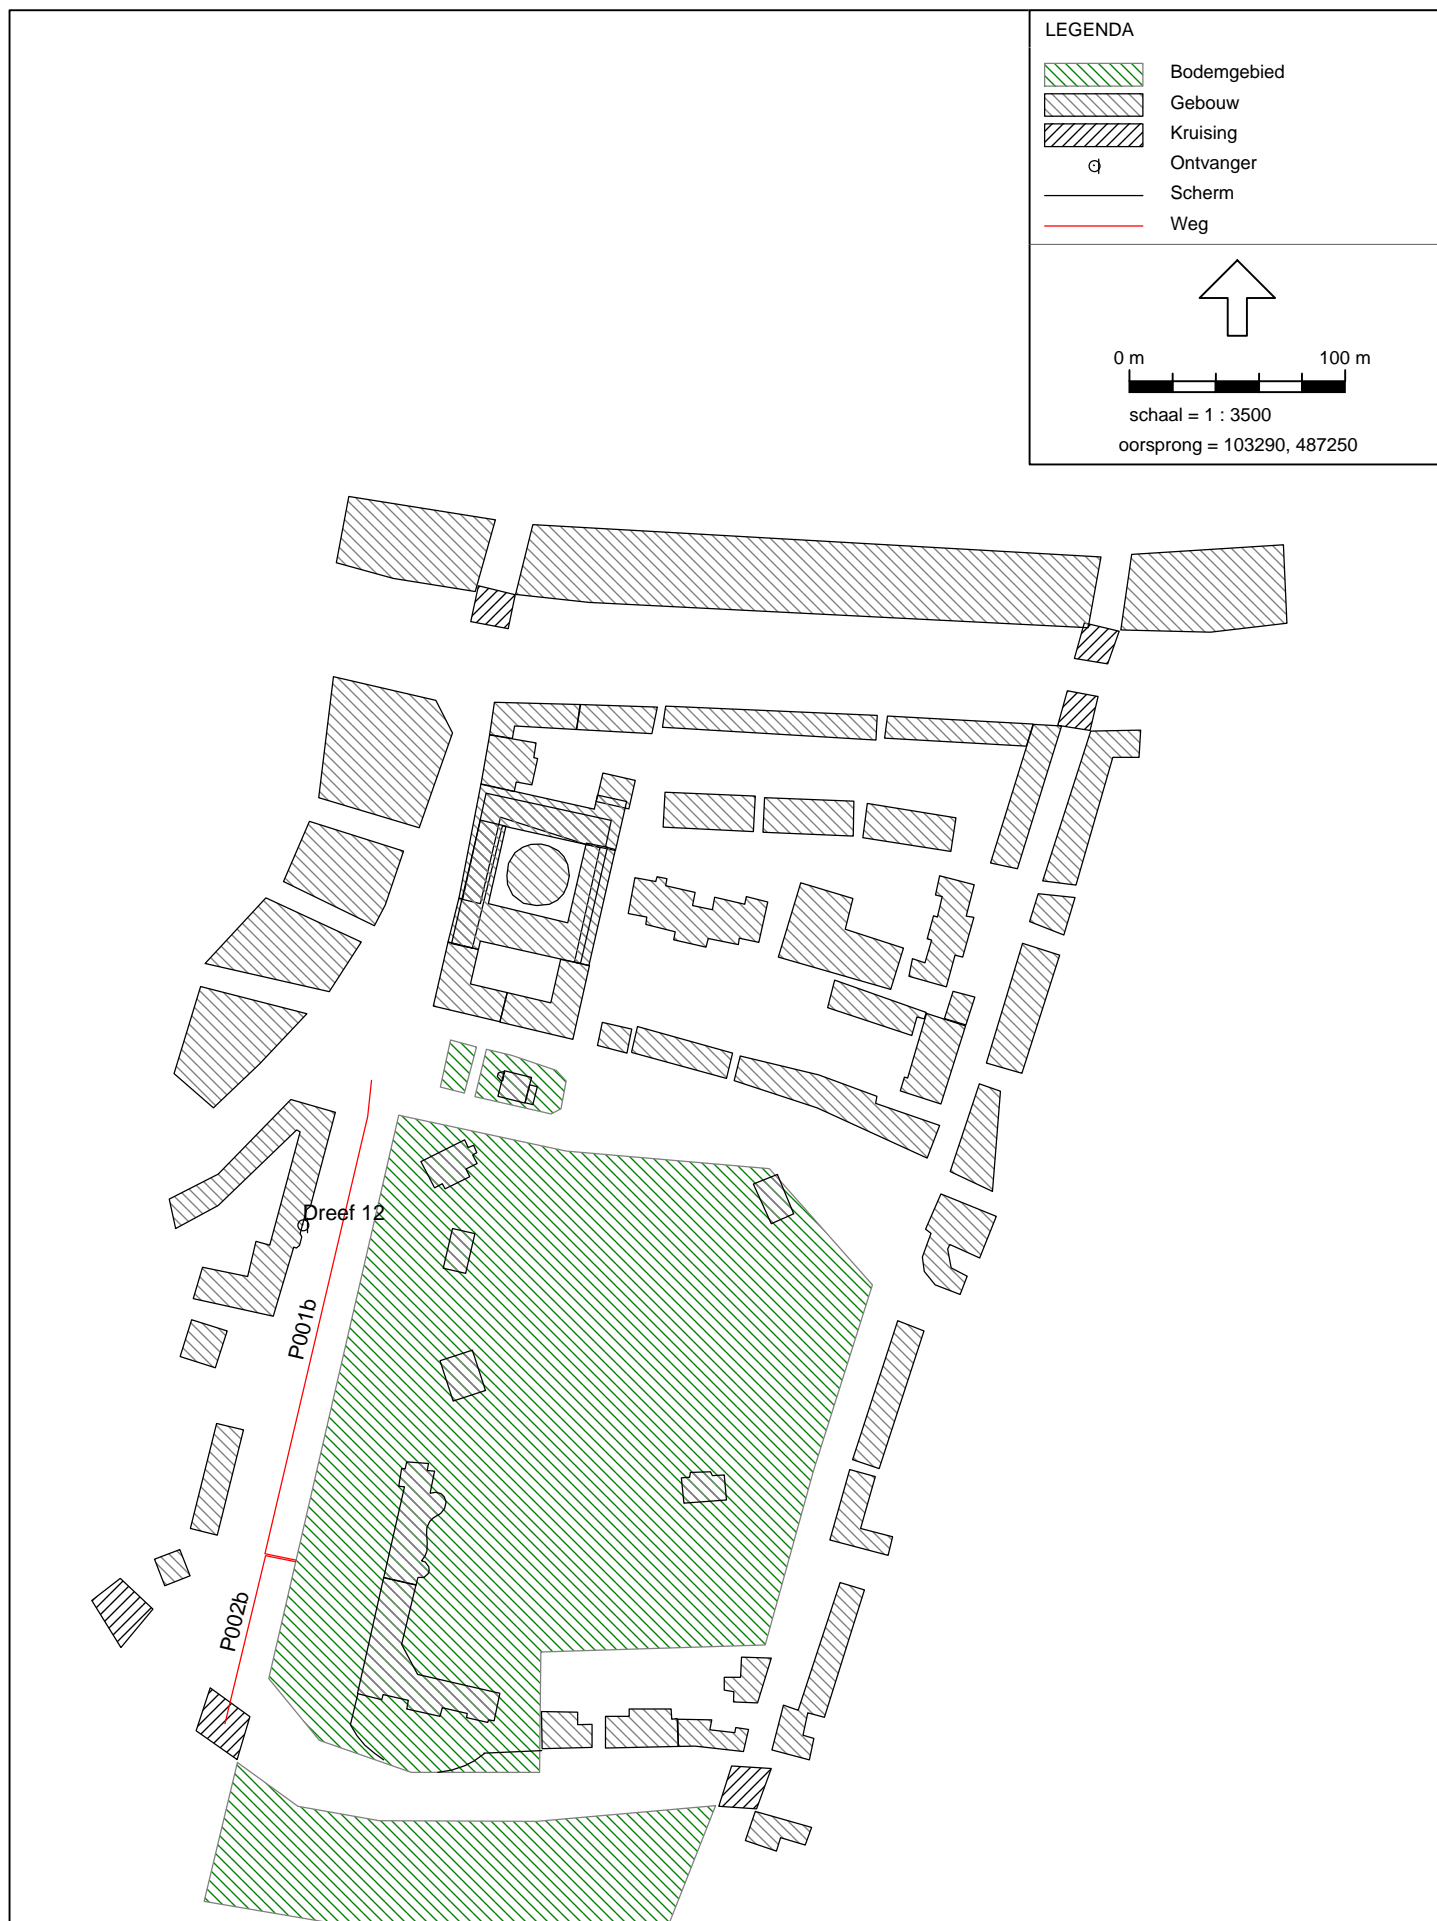 LEGENDA
Bodemgebied
Gebouw
Kruising
Ontvanger
Scherm
Weg
0 m 100 m
schaal = 1 : 3500
oorsprong = 103290, 487250
Dreef 12
P001b
P002b